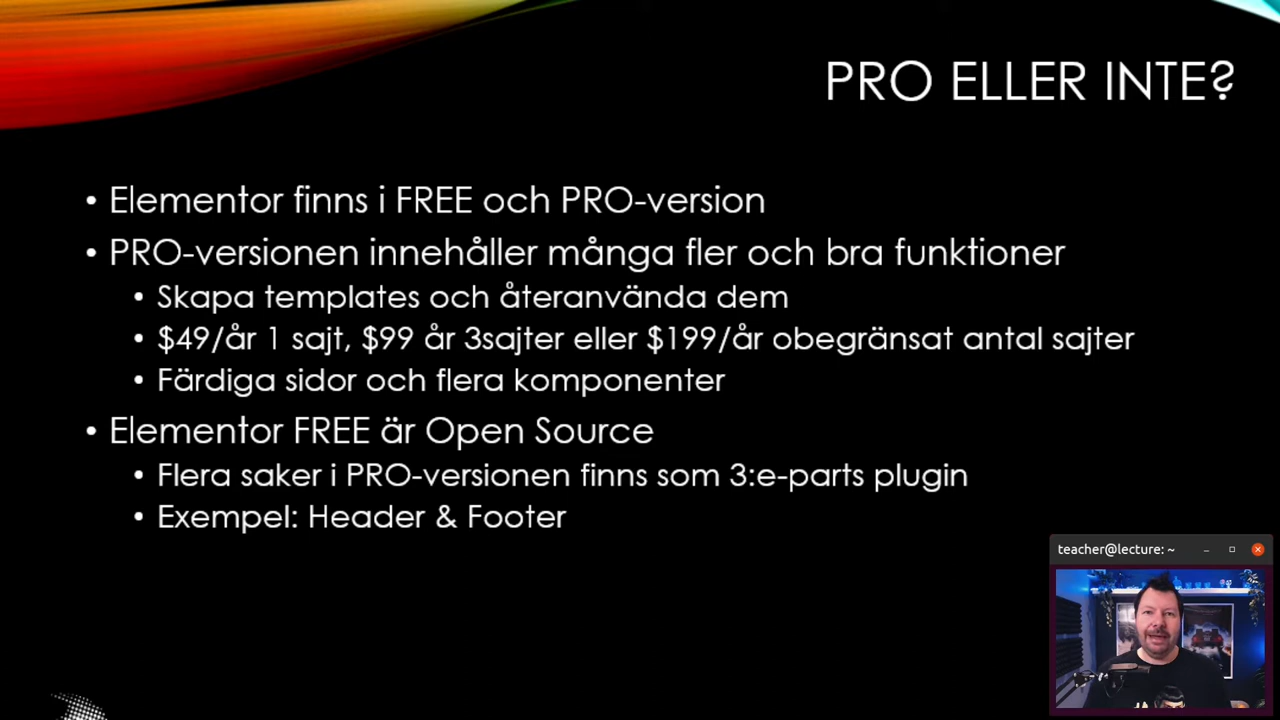 PRO ELLER INTE?
• Elementor finns i FREE och PRO-version
• PRO-versionen innehåller många fler och bra funktioner
• Skapa templates och återanvända dem
• $49/år 1 sajt, $99 år 3sajter eller $199/år obegränsat antal sajter
• Färdiga sidor och flera komponenter
• Elementor FREE är Open Source
• Flera saker i PRO-versionen finns som 3:e-parts plugin
• Exempel: Header & Footer
teacher@lecture: ~